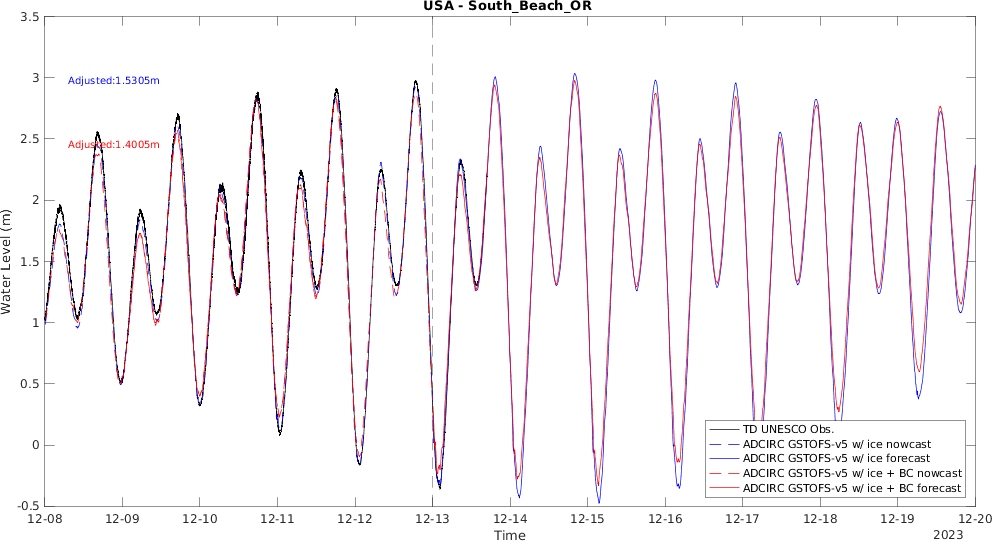 USA - South_Beach_OR
3.5
3
2.5
2
1.5
1
0.5
0
-0.5
Water Level (m)
Adjusted:1.5305m
Adjusted:1.4005m
TD UNESCO Obs.
ADCIRC GSTOFS-v5 w/ ice nowcast
ADCIRC GSTOFS-v5 w/ ice forecast
ADCIRC GSTOFS-v5 w/ ice + BC nowcast
ADCIRC GSTOFS-v5 w/ ice + BC forecast
12-08 12-09 12-10 12-11 12-12 12-13 12-14 12-15 12-16 12-17 12-18 12-19 12-20
Time
2023